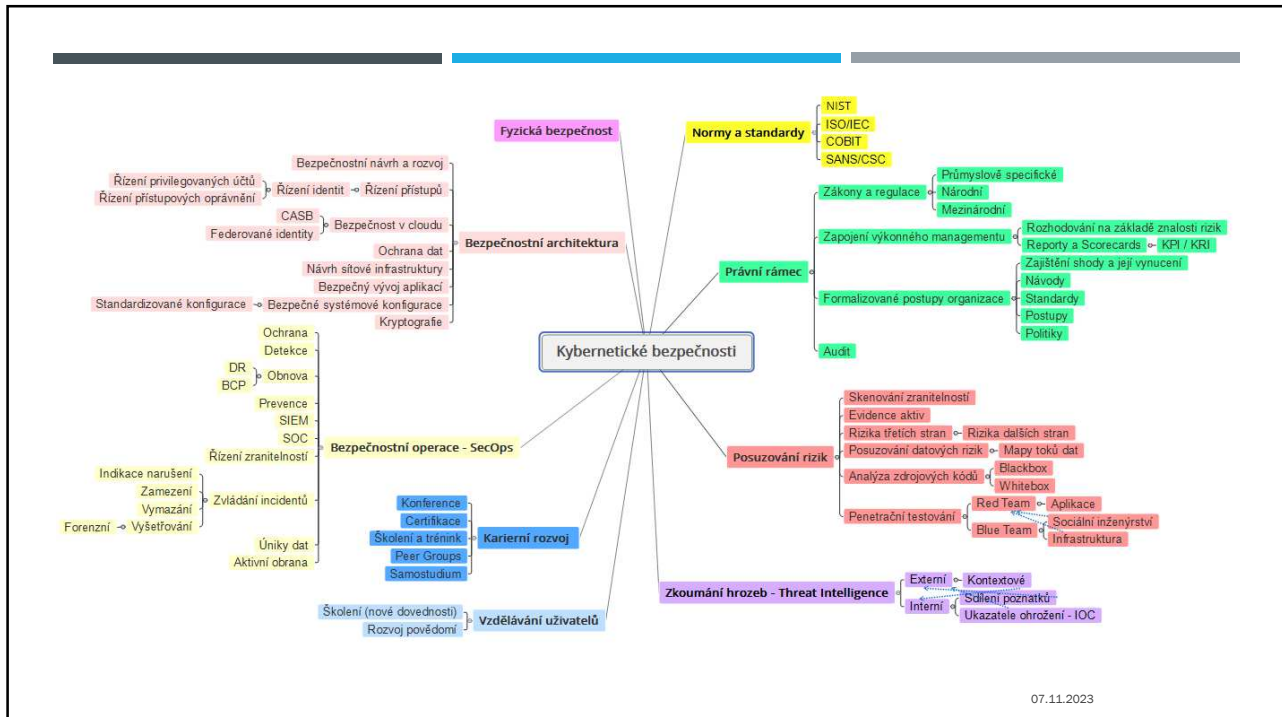 Fyzická bezpečnost
Normy a standardy
NIST
ISO/IEC
COBIT
SANS/CSC
Bezpečnostní architektura
Bezpečnostní návrh a rozvoj
Řízení přístupů
Řízení identit
Řízení privilegovaných účtů
Řízení přístupových oprávnění
Bezpečnost v cloudu
CASB
Federované identity
Ochrana dat
Návrh síťové infrastruktury
Bezpečný vývoj aplikací
Bezpečné systémové konfigurace
Standardizované konfigurace
Kryptografie
Právní rámec
Zákony a regulace
Průmyslově specifické
Národní
Mezinárodní
Zapojení výkonného managementu
Rozhodování na základě znalosti rizik
Reporty a Scorecards
KPI / KRI
Formalizované postupy organizace
Zajištění shody a její vynucení
Návody
Standardy
Postupy
Politiky
Audit
Kybernetické bezpečnosti
Bezpečnostní operace - SecOps
Ochrana
Detekce
Obnova
DR
BCP
Prevence
SIEM
SOC
Řízení zranitelností
Zvládání incidentů
Indikace narušení
Zamezení
Vymazání
Vyšetřování
Forenzní
Úniky dat
Aktivní obrana
Posuzování rizik
Skenování zranitelností
Evidence aktiv
Rizika třetích stran
Rizika dalších stran
Posuzování datových rizik
Mapy toků dat
Analýza zdrojových kódů
Blackbox
Whitebox
Penetrační testování
Red Team
Aplikace
Blue Team
Sociální inženýrství
Infrastruktura
Karierní rozvoj
Konference
Certifikace
Školení a trénink
Peer Groups
Samostudium
Zkoumání hrozeb - Threat Intelligence
Externí
Kontextové
Interní
Sdílení poznatků
Ukazatele ohrožení - IOC
Vzdělávání uživatelů
Školení (nové dovednosti)
Rozvoj povědomí
07.11.2023